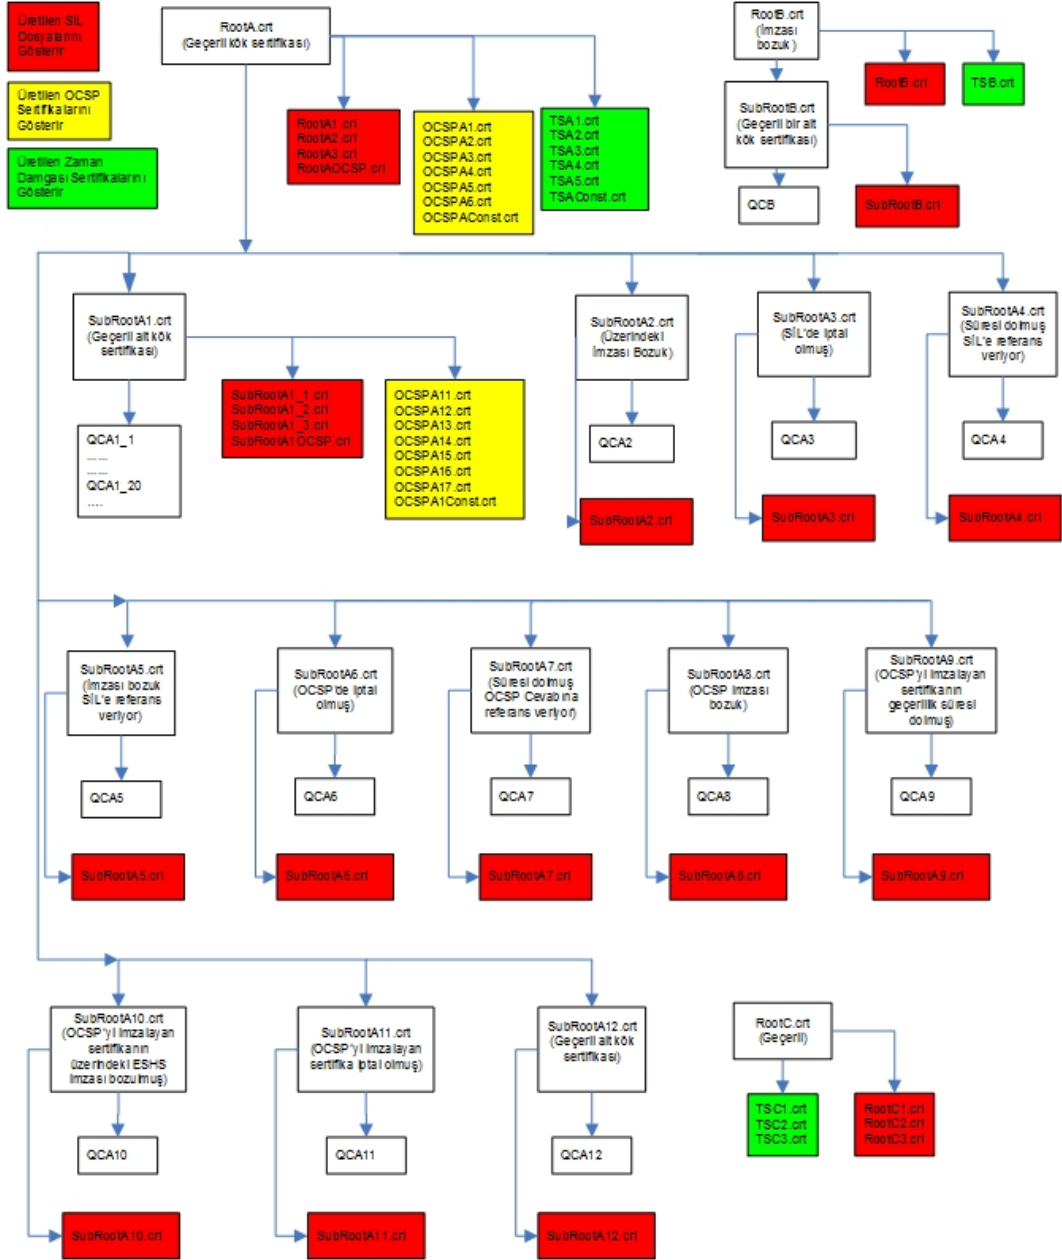 Üretilen SİL
Dosyalarını
Gösterir
Üretilen OCSP
Sertifikalarını
Gösterir
Üretilen Zaman
Damgası Sertifikalarını
Gösterir
RootA.crt
(Geçerli kök sertifikası)
RootA1.crl
RootA2.crl
RootA3.crl
RootAOCSP.crl
OCSPA1.crt
OCSPA2.crt
OCSPA3.crt
OCSPA4.crt
OCSPA5.crt
OCSPA6.crt
OCSPAConst.crt
TSA1.crt
TSA2.crt
TSA3.crt
TSA4.crt
TSA5.crt
TSAConst.crt
RootB.crt
(İmzası
bozuk )
RootB.crl
TSB.crt
SubRootB.crt
(Geçerli bir alt
kök sertifikası)
QCB
SubRootB.crl
SubRootA1.crt
(Geçerli alt kök
sertifikası)
QCA1_1
......
......
QCA1_20
....
SubRootA1_1.crl
SubRootA1_2.crl
SubRootA1_3.crl
SubRootA1OCSP.crl
OCSPA11.crt
OCSPA12.crt
OCSPA13.crt
OCSPA14.crt
OCSPA15.crt
OCSPA16.crt
OCSPA17.crt
OCSPA1Const.crt
SubRootA2.crt
(Üzerindeki
İmzası Bozuk)
QCA2
SubRootA2.crl
SubRootA3.crt
(SİL'de iptal
olmuş)
QCA3
SubRootA3.crl
SubRootA4.crt
(Süresi dolmuş
SİL'e referans
veriyor)
QCA4
SubRootA4.crl
SubRootA5.crt
(İmzası bozuk
SİL'e referans
veriyor)
QCA5
SubRootA5.crl
SubRootA6.crt
(OCSP'de iptal
olmuş)
QCA6
SubRootA6.crl
SubRootA7.crt
(Süresi dolmuş
OCSP Cevabına
referans veriyor)
QCA7
SubRootA7.crl
SubRootA8.crt
(OCSP imzası
bozuk)
QCA8
SubRootA8.crl
SubRootA9.crt
(OCSP'yi imzalayan
sertifikanın
geçerlilik süresi
dolmuş)
QCA9
SubRootA9.crl
SubRootA10.crt
(OCSP'yi imzalayan
sertifikanın
üzerindeki ESHS
imzası bozulmuş)
QCA10
SubRootA10.crl
SubRootA11.crt
(OCSP'yi imzalayan
sertifika iptal olmuş)
QCA11
SubRootA11.crl
SubRootA12.crt
(Geçerli alt kök
sertifikası)
QCA12
SubRootA12.crl
RootC.crt
(Geçerli)
TSC1.crt
TSC2.crt
TSC3.crt
RootC1.crl
RootC2.crl
RootC3.crl